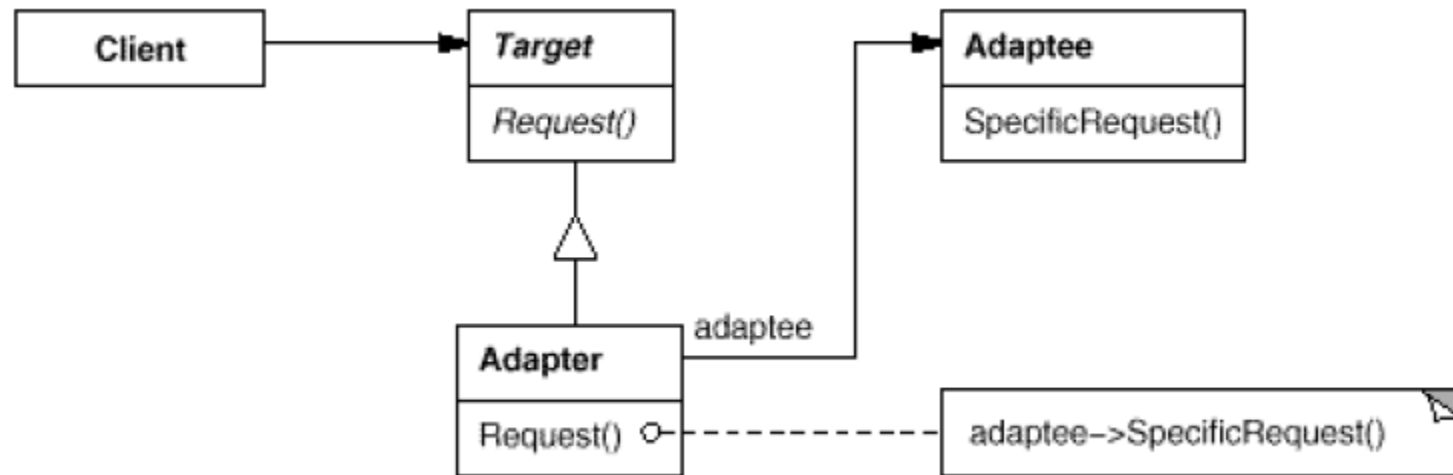 Client
Target
Request()
Adaptee
SpecificRequest()
adaptee
Adapter
Request()
adaptee->SpecificRequest()